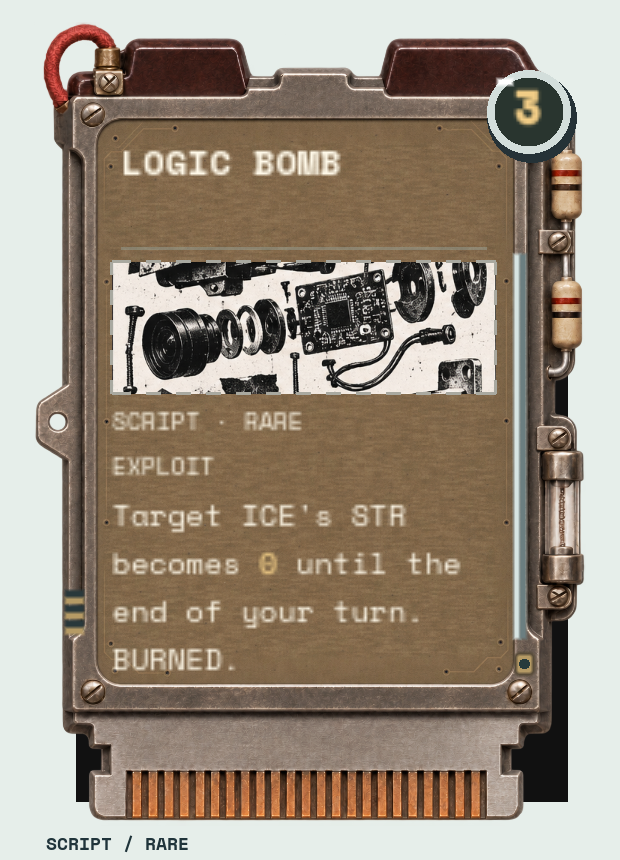 3
LOGIC BOMB
SCRIPT · RARE
EXPLOIT
Target ICE's STR
becomes 0 until the
end of your turn.
BURNED.
SCRIPT / RARE